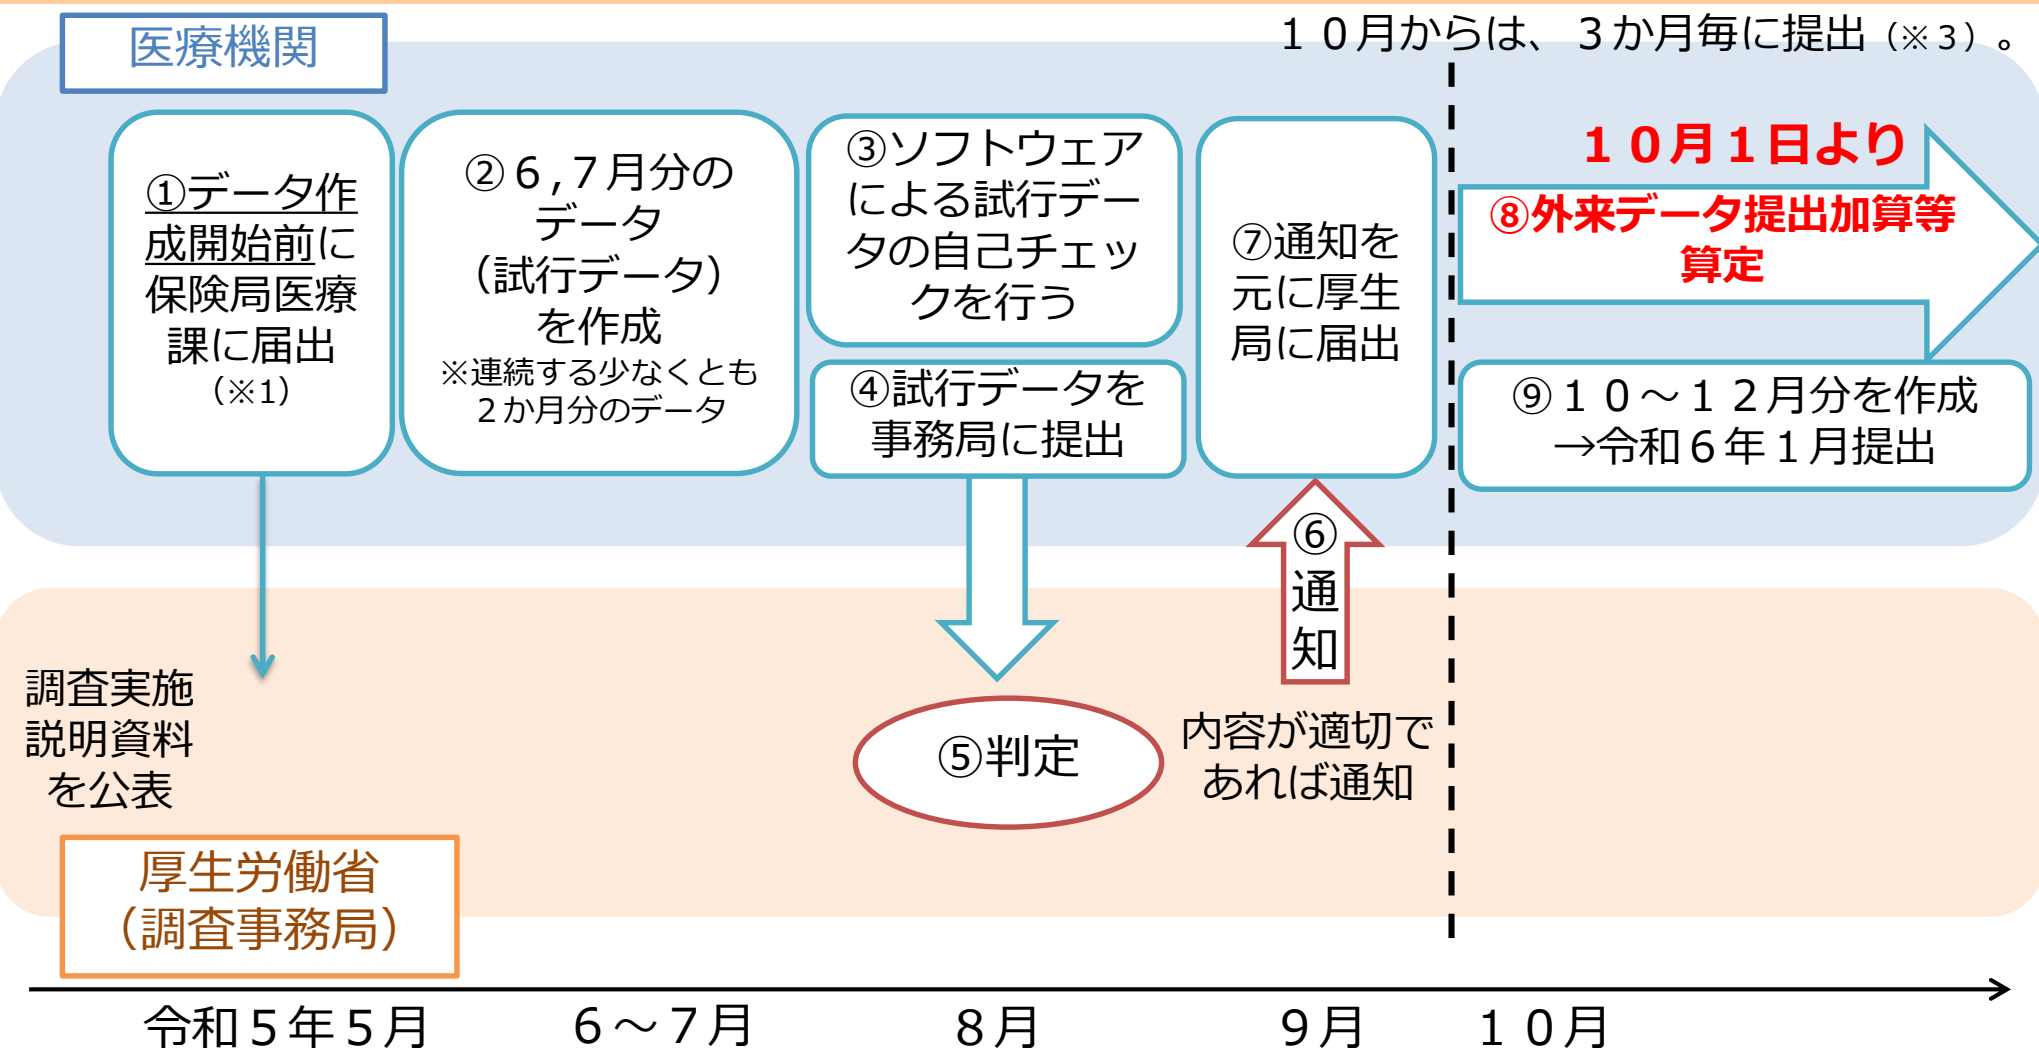 医療機関
１０月からは、３か月毎に提出（※３）。
①データ作
成開始前に
保険局医療
課に届出
（※1）
②６,７月分の
データ
（試行データ）
を作成
※連続する少なくとも
２か月分のデータ
③ソフトウェア
による試行デー
タの自己チェッ
クを行う
④試行データを
事務局に提出
⑦通知を
元に厚生
局に届出
１０月１日より
⑧外来データ提出加算等
算定
⑨１０～１２月分を作成
→令和６年１月提出
⑥
通
知
調査実施
説明資料
を公表
⑤判定
内容が適切で
あれば通知
厚生労働省
（調査事務局）
令和５年５月
６～７月
８月
９月
１０月